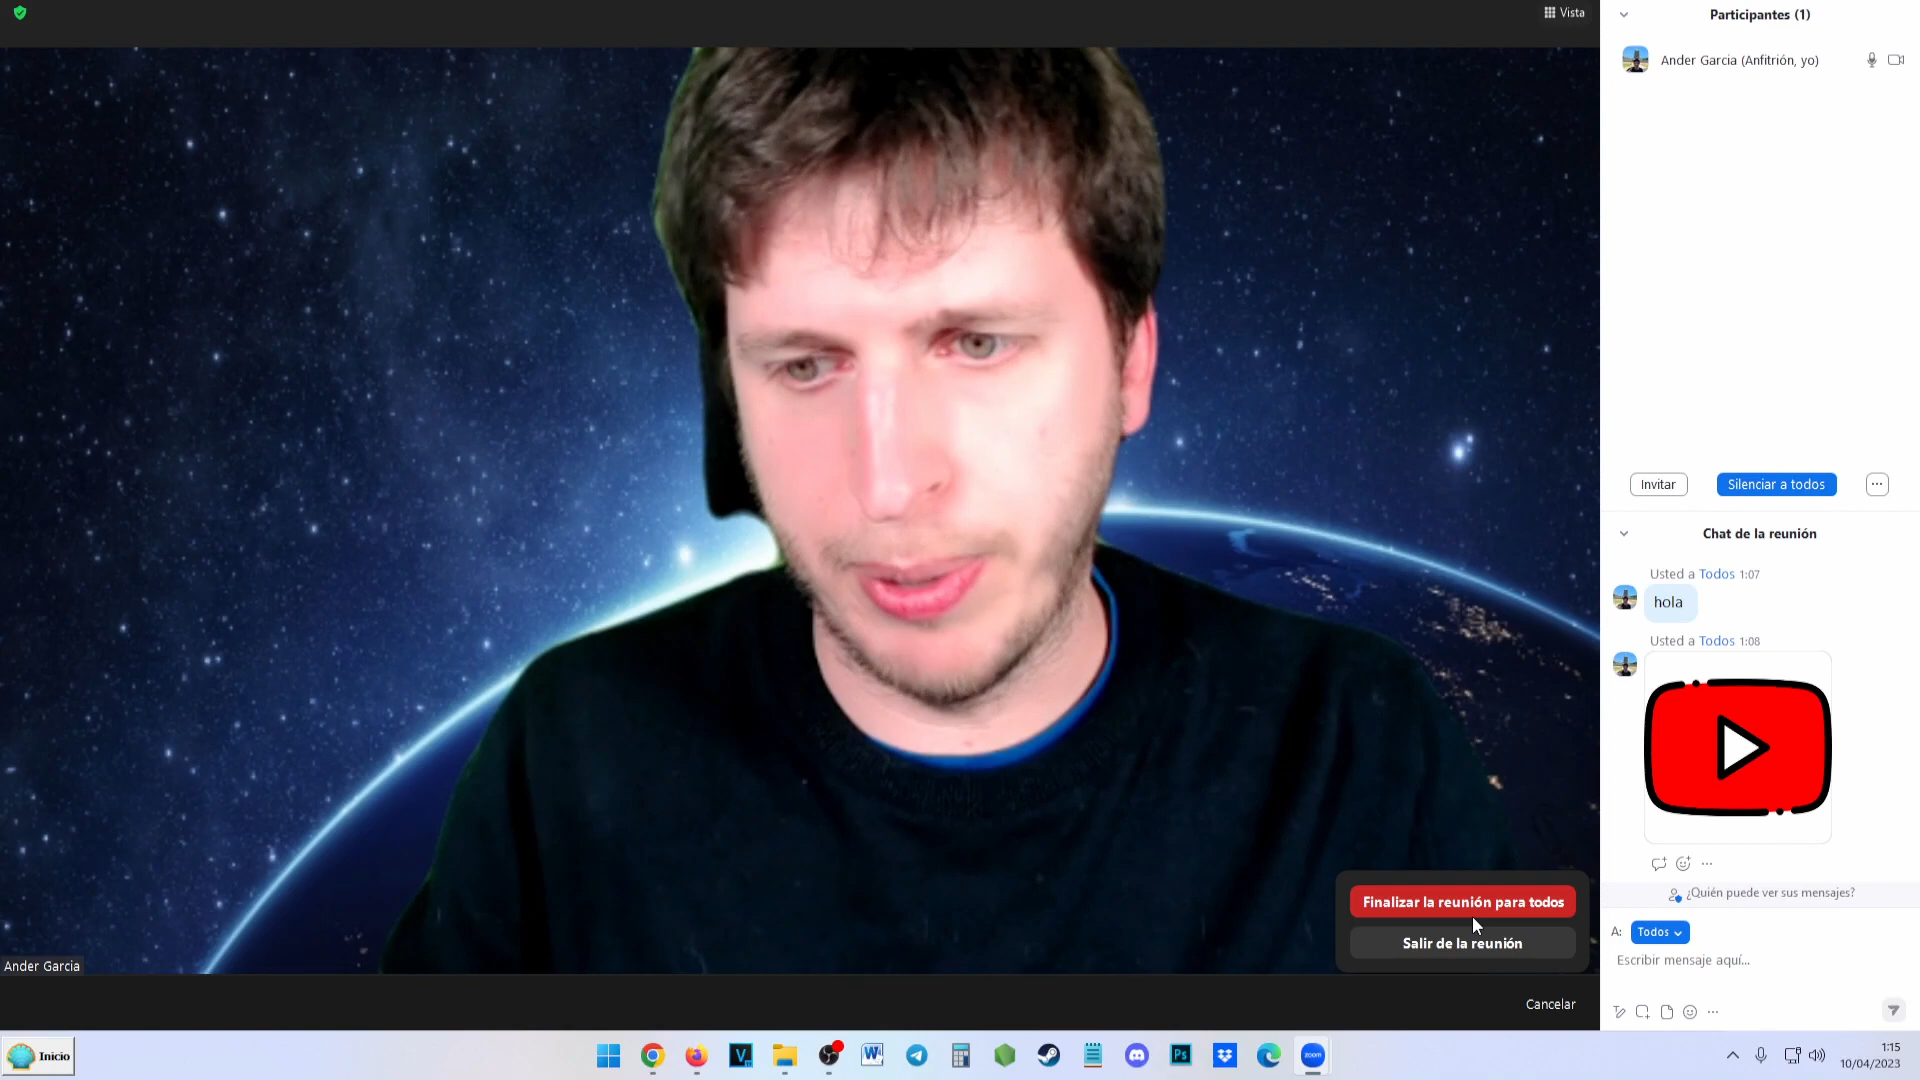 Vista
Participantes (1)
Ander Garcia (Anfitrión, yo)
Invitar
Silenciar a todos
Chat de la reunión
Usted a Todos 1:07
hola
Usted a Todos 1:08
¿Quién puede ver sus mensajes?
Finalizar la reunión para todos
Salir de la reunión
A: Todos
Escribir mensaje aquí...
Ander Garcia
Cancelar
Inicio
V
W
Ps
zoom
1:15
10/04/2023